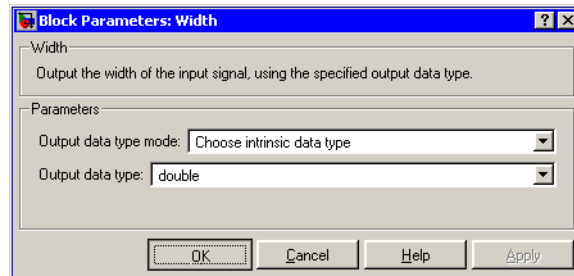 Block Parameters: Width
Width
Output the width of the input signal, using the specified output data type.
Parameters
Output data type mode: Choose intrinsic data type
Output data type: double
OK Cancel Help Apply